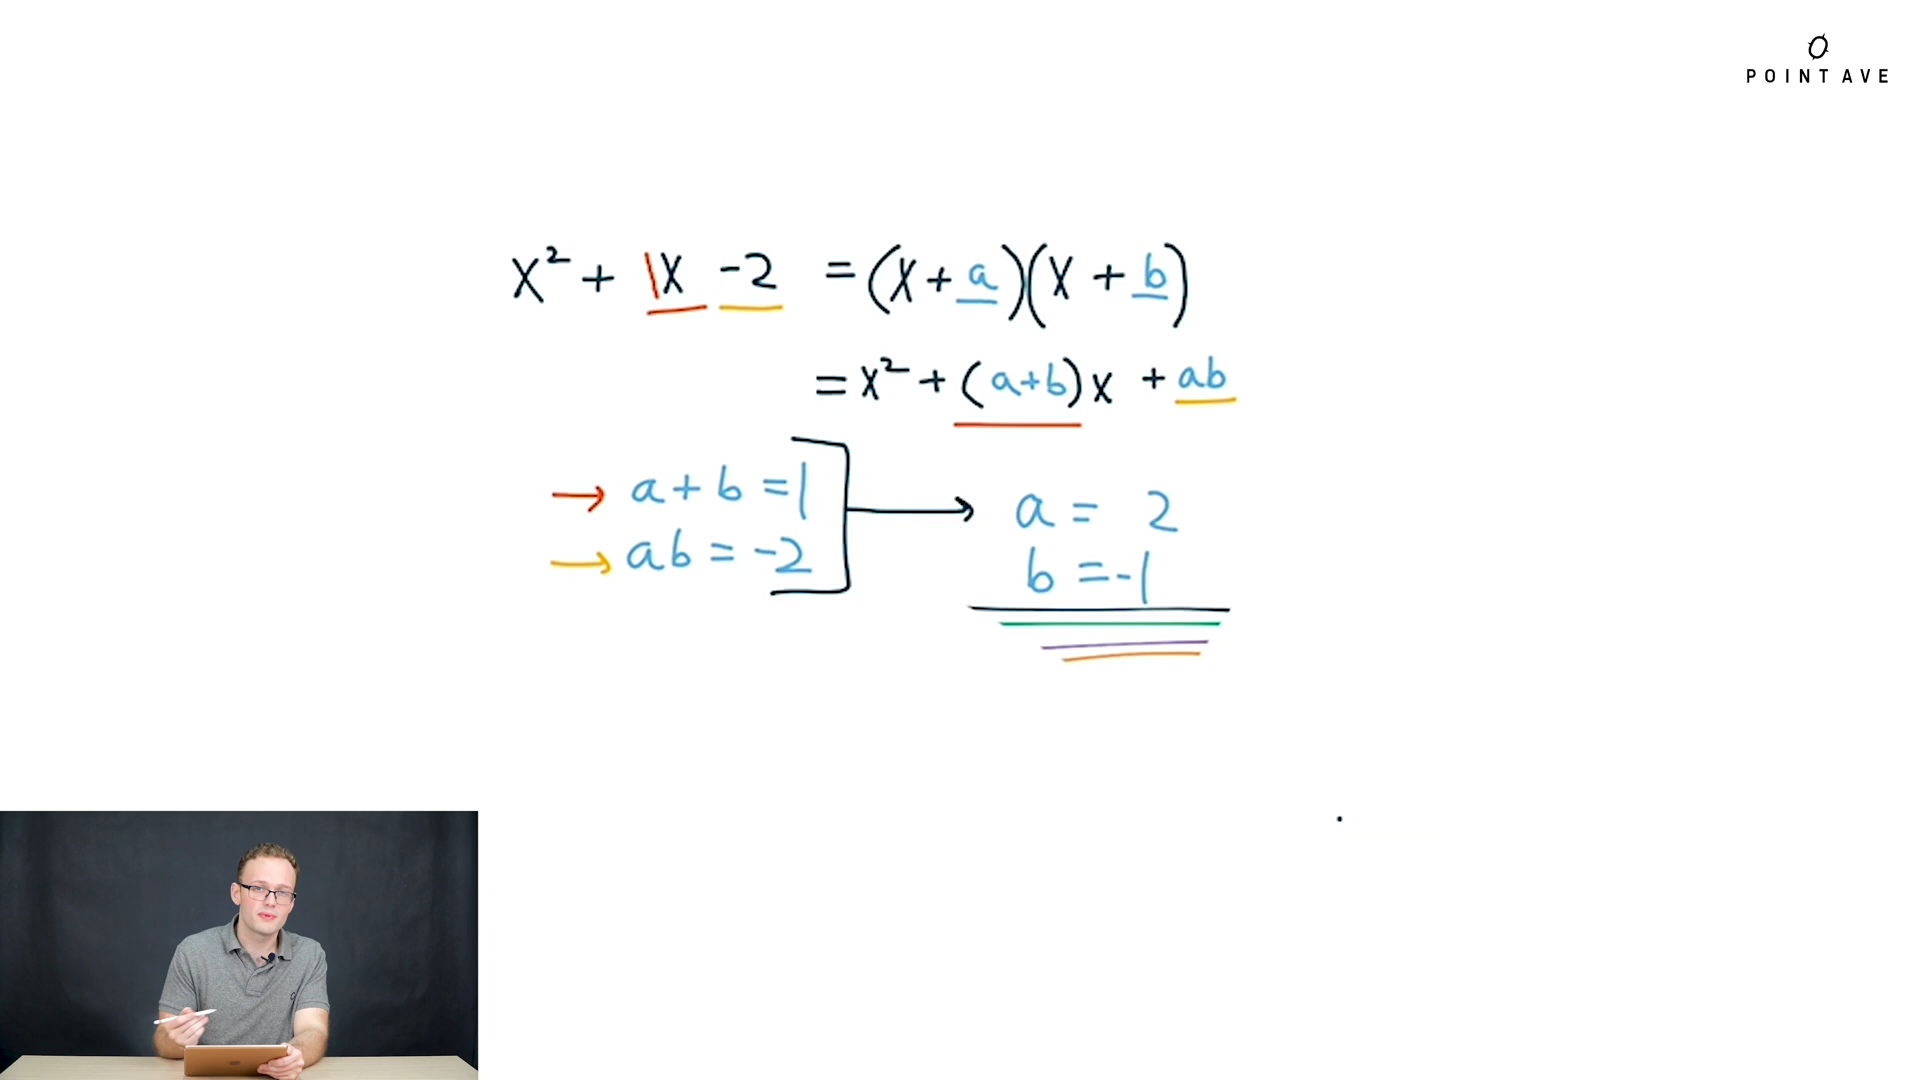 POINT AVE
x² + 1x -2 = (x + a)(x + b)
= x² + (a+b)x + ab
→ a + b = 1
→ ab = -2
→ a = 2
b = -1